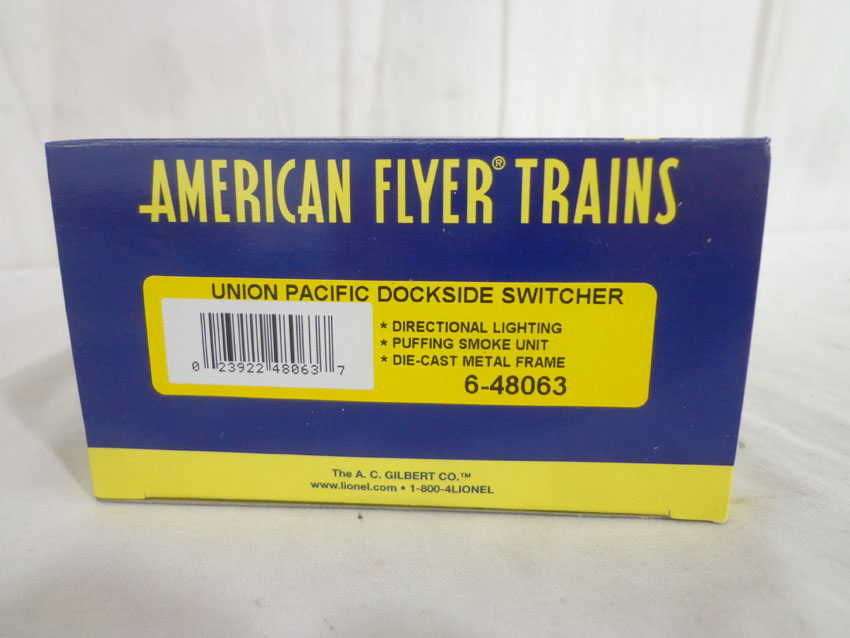 AMERICAN FLYER® TRAINS
UNION PACIFIC DOCKSIDE SWITCHER
* DIRECTIONAL LIGHTING
* PUFFING SMOKE UNIT
* DIE-CAST METAL FRAME
0 23922 48063 7
6-48063
The A. C. GILBERT CO.™
www.lionel.com • 1-800-4LIONEL